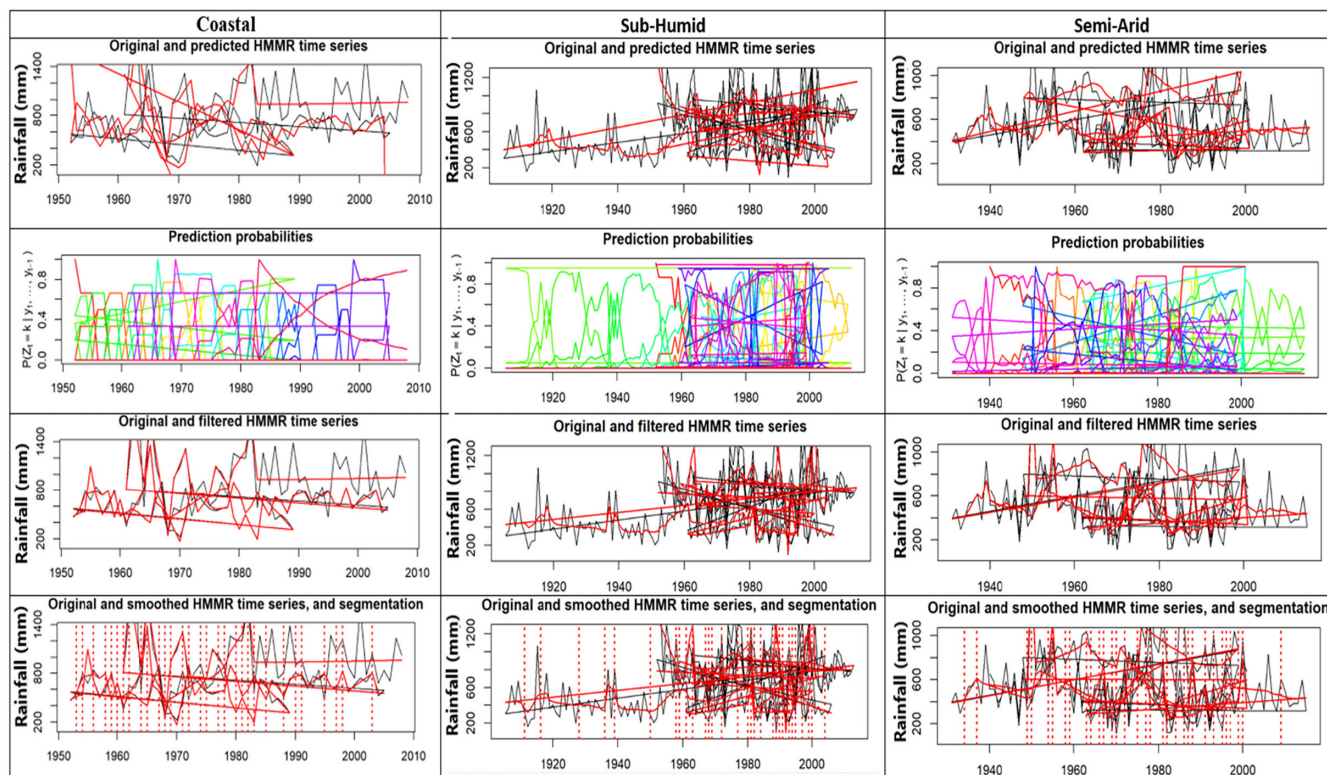 Coastal
Sub-Humid
Semi-Arid
Original and predicted HMMR time series
Original and predicted HMMR time series
Original and predicted HMMR time series
Rainfall (mm)
200 800 1400
1950 1960 1970 1980 1990 2000 2010
Rainfall (mm)
200 600 1200
1920 1940 1960 1980 2000
Rainfall (mm)
400 600 800 1000
1940 1960 1980 2000
Prediction probabilities
Prediction probabilities
Prediction probabilities
P(Zt = k | y1, ..., yt−1)
0.0 0.4 0.8
1950 1960 1970 1980 1990 2000 2010
P(Zt = k | y1, ..., yt−1)
0.0 0.4 0.8
1920 1940 1960 1980 2000
P(Zt = k | y1, ..., yt−1)
0.0 0.4 0.8
1940 1960 1980 2000
Original and filtered HMMR time series
Original and filtered HMMR time series
Original and filtered HMMR time series
Rainfall (mm)
200 800 1400
1950 1960 1970 1980 1990 2000 2010
Rainfall (mm)
200 600 1200
1920 1940 1960 1980 2000
Rainfall (mm)
200 600 1000
1940 1960 1980 2000
Original and smoothed HMMR time series, and segmentation
Original and smoothed HMMR time series, and segmentation
Original and smoothed HMMR time series, and segmentation
Rainfall (mm)
200 800 1400
1950 1960 1970 1980 1990 2000 2010
Rainfall (mm)
200 600 1200
1920 1940 1960 1980 2000
Rainfall (mm)
200 600 1000
1940 1960 1980 2000